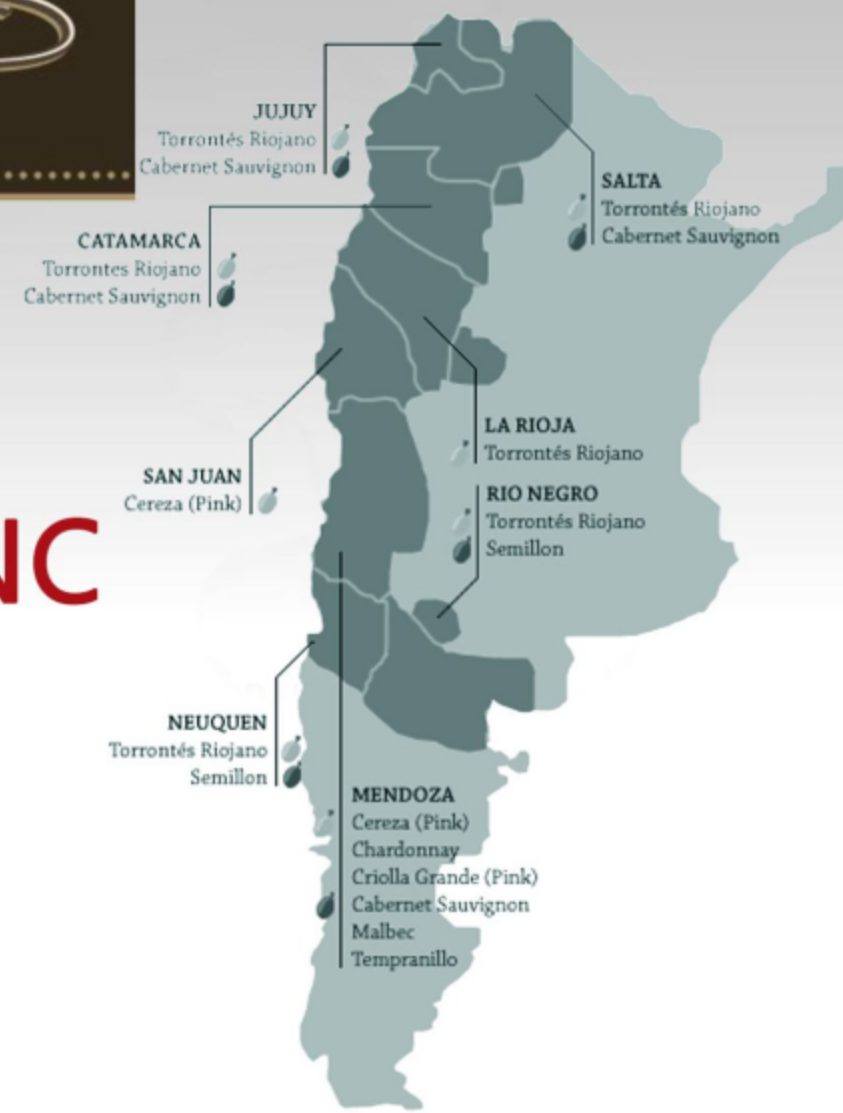 JUJUY
Torrontés Riojano
Cabernet Sauvignon
SALTA
Torrontés Riojano
Cabernet Sauvignon
CATAMARCA
Torrontes Riojano
Cabernet Sauvignon
LA RIOJA
Torrontés Riojano
SAN JUAN
Cereza (Pink)
RIO NEGRO
Torrontés Riojano
Semillon
NC
NEUQUEN
Torrontés Riojano
Semillon
MENDOZA
Cereza (Pink)
Chardonnay
Criolla Grande (Pink)
Cabernet Sauvignon
Malbec
Tempranillo